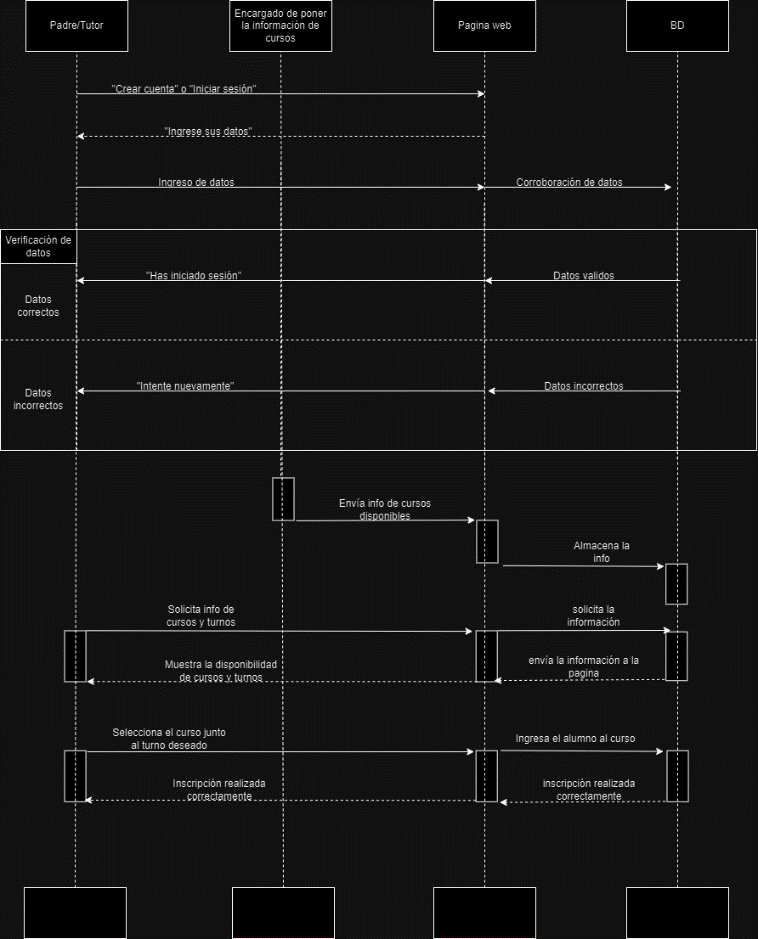 Padre/Tutor
Encargado de poner
la información de
cursos
Pagina web
BD
"Crear cuenta" o "Iniciar sesión"
"Ingrese sus datos"
Ingreso de datos
Corroboración de datos
Verificación de
datos
"Has iniciado sesión"
Datos validos
Datos
correctos
"Intente nuevamente"
Datos incorrectos
Datos
incorrectos
Envía info de cursos
disponibles
Almacena la
info
Solicita info de
cursos y turnos
solicita la
información
Muestra la disponibilidad
de cursos y turnos
envía la información a la
pagina
Selecciona el curso junto
al turno deseado
Ingresa el alumno al curso
Inscripción realizada
correctamente
inscripción realizada
correctamente